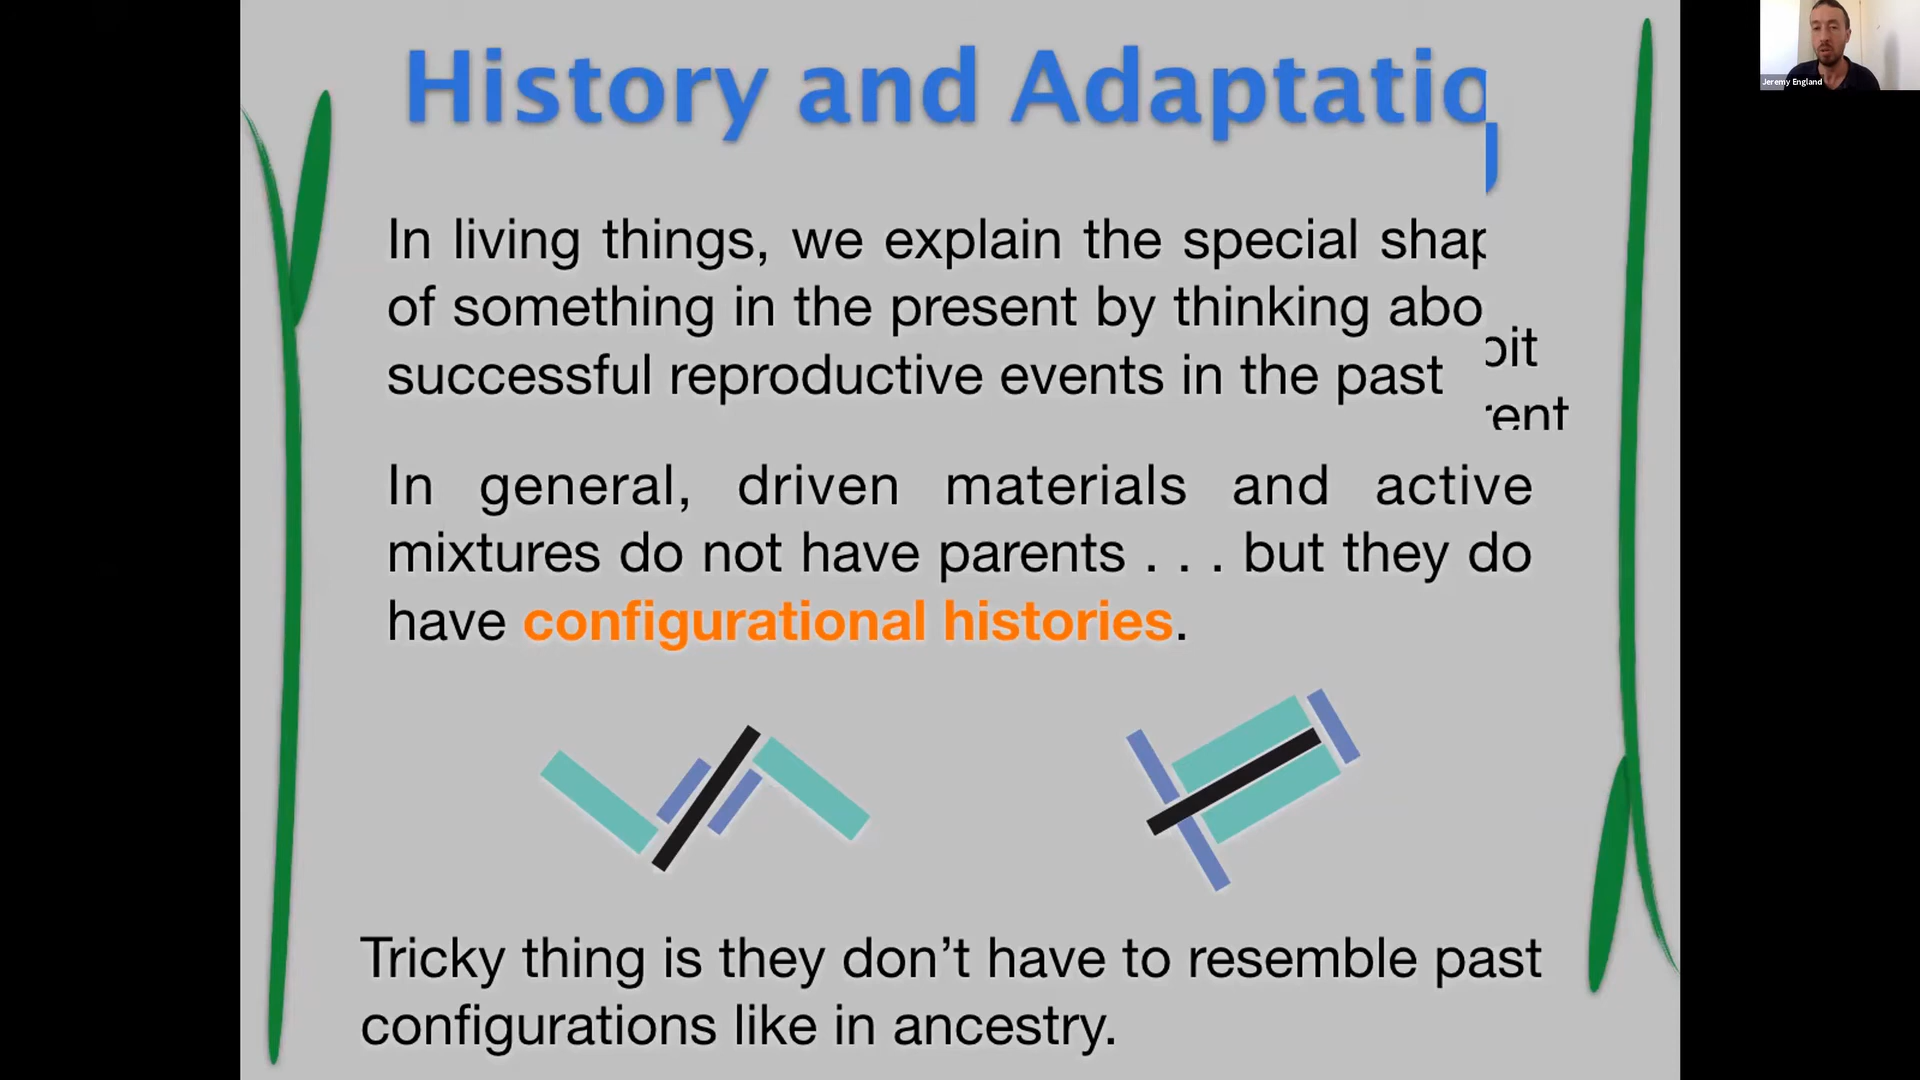 History and Adaptatio
Jeremy England
In living things, we explain the special shap
of something in the present by thinking abo
successful reproductive events in the past
oit
rent
In general, driven materials and active
mixtures do not have parents . . . but they do
have configurational histories.
Tricky thing is they don’t have to resemble past
configurations like in ancestry.